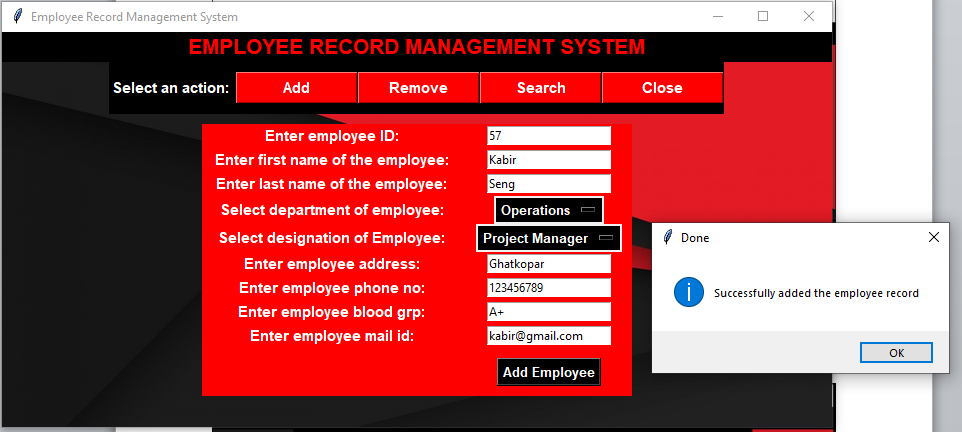 Employee Record Management System
EMPLOYEE RECORD MANAGEMENT SYSTEM
Select an action: Add Remove Search Close
Enter employee ID: 57
Enter first name of the employee: Kabir
Enter last name of the employee: Seng
Select department of employee: Operations
Select designation of Employee: Project Manager
Enter employee address: Ghatkopar
Enter employee phone no: 123456789
Enter employee blood grp: A+
Enter employee mail id: kabir@gmail.com
Add Employee
Done
Successfully added the employee record
OK